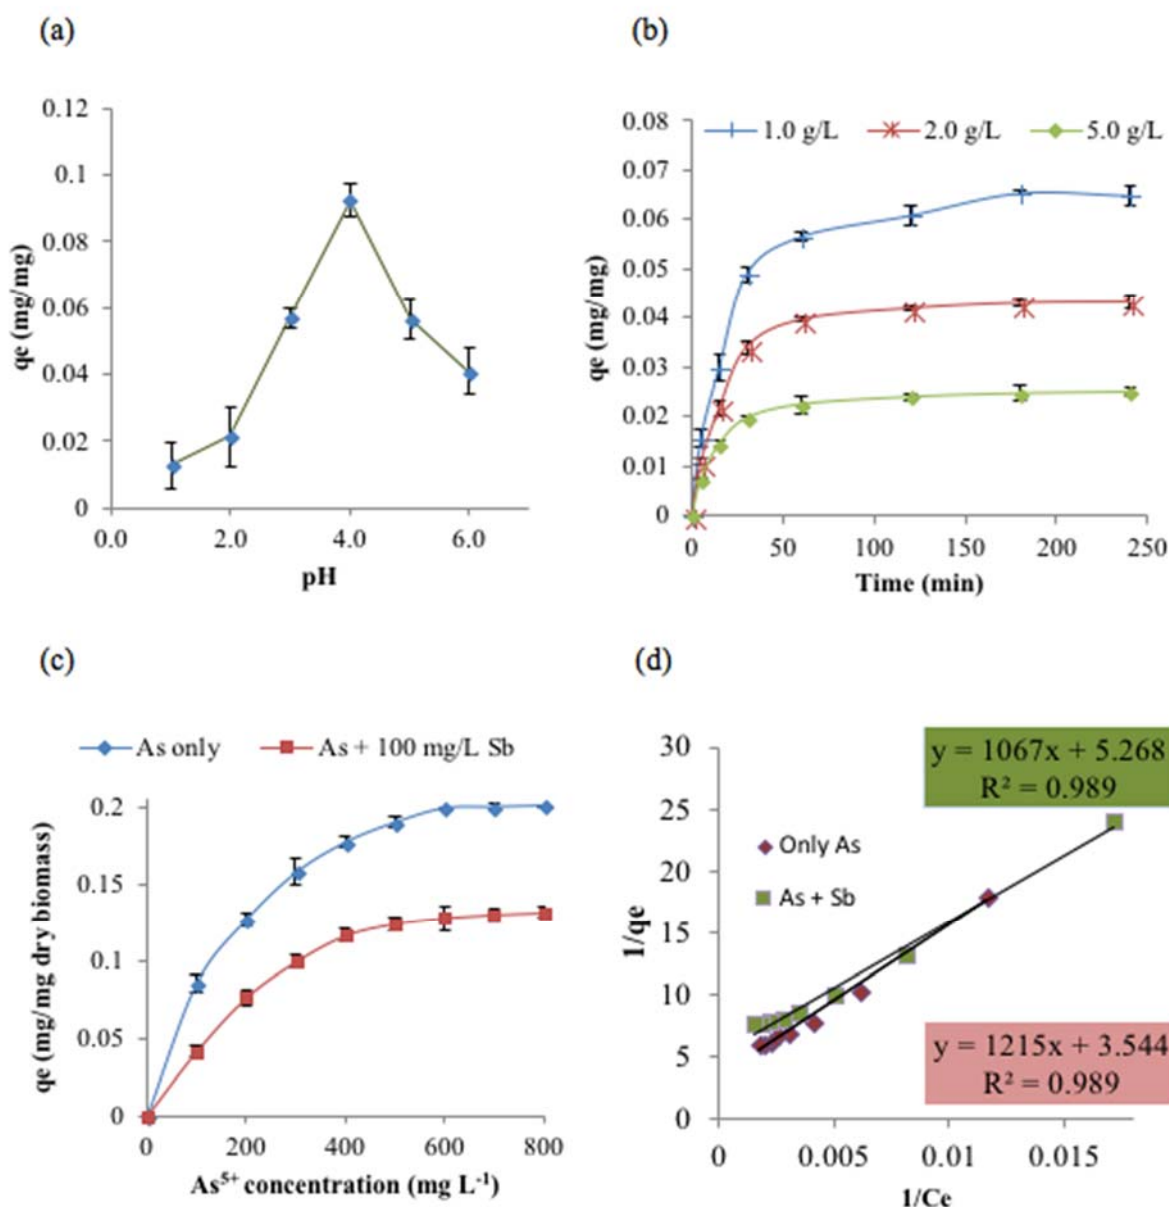 (a)
0.12
0.1
0.08
0.06
0.04
0.02
0
0.0 2.0 4.0 6.0
qe (mg/mg)
pH
(b)
1.0 g/L 2.0 g/L 5.0 g/L
0.08
0.07
0.06
0.05
0.04
0.03
0.02
0.01
0
0 50 100 150 200 250
qe (mg/mg)
Time (min)
(c)
As only As + 100 mg/L Sb
0.2
0.15
0.1
0.05
0
0 200 400 600 800
qe (mg/mg dry biomass)
As⁵⁺ concentration (mg L⁻¹)
(d)
30
25
20
15
10
5
0
0 0.005 0.01 0.015
1/qe
1/Ce
Only As
As + Sb
y = 1067x + 5.268
R² = 0.989
y = 1215x + 3.544
R² = 0.989